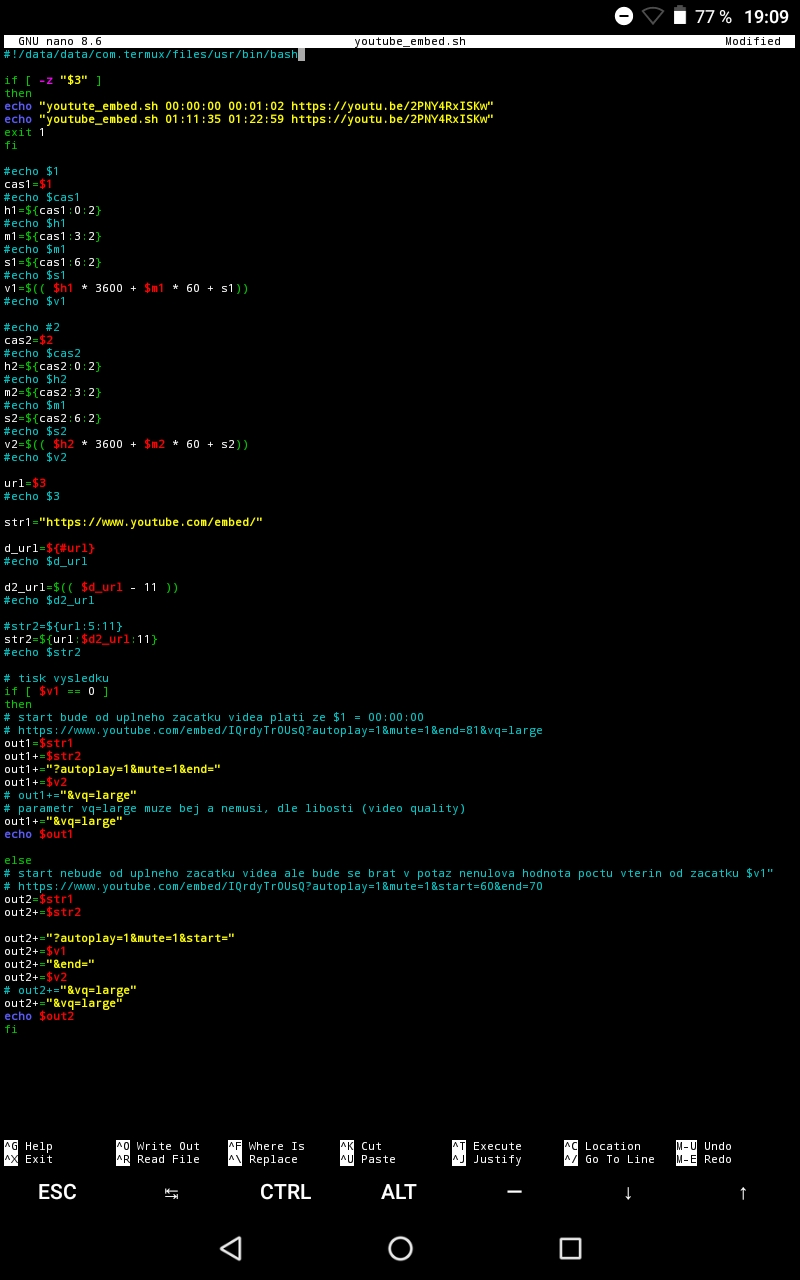 77 % 19:09
GNU nano 8.6 youtube_embed.sh Modified
#!/data/data/com.termux/files/usr/bin/bash
if [ -z "$3" ]
then
echo "youtute_embed.sh 00:00:00 00:01:02 https://youtu.be/2PNY4RxISKw"
echo "youtube_embed.sh 01:11:35 01:22:59 https://youtu.be/2PNY4RxISKw"
exit 1
fi
#echo $1
cas1=$1
#echo $cas1
h1=${cas1:0:2}
#echo $h1
m1=${cas1:3:2}
#echo $m1
s1=${cas1:6:2}
#echo $s1
v1=$(( $h1 * 3600 + $m1 * 60 + s1))
#echo $v1
#echo #2
cas2=$2
#echo $cas2
h2=${cas2:0:2}
#echo $h2
m2=${cas2:3:2}
#echo $m1
s2=${cas2:6:2}
#echo $s2
v2=$(( $h2 * 3600 + $m2 * 60 + s2))
#echo $v2
url=$3
#echo $3
str1="https://www.youtube.com/embed/"
d_url=${#url}
#echo $d_url
d2_url=$(( $d_url - 11 ))
#echo $d2_url
#str2=${url:5:11}
str2=${url:$d2_url:11}
#echo $str2
# tisk vysledku
if [ $v1 == 0 ]
then
# start bude od uplneho zacatku videa plati ze $1 = 00:00:00
# https://www.youtube.com/embed/IQrdyTrOUsQ?autoplay=1&mute=1&end=81&vq=large
out1=$str1
out1+=$str2
out1+="?autoplay=1&mute=1&end="
out1+=$v2
# out1+="&vq=large"
# parametr vq=large muze bej a nemusi, dle libosti (video quality)
out1+="&vq=large"
echo $out1
else
# start nebude od uplneho zacatku videa ale bude se brat v potaz nenulova hodnota poctu vterin od zacatku $v1"
# https://www.youtube.com/embed/IQrdyTrOUsQ?autoplay=1&mute=1&start=60&end=70
out2=$str1
out2+=$str2
out2+="?autoplay=1&mute=1&start="
out2+=$v1
out2+="&end="
out2+=$v2
# out2+="&vq=large"
out2+="&vq=large"
echo $out2
fi
^G Help ^O Write Out ^F Where Is ^K Cut ^T Execute ^C Location M-U Undo
^X Exit ^R Read File ^\ Replace ^U Paste ^J Justify ^/ Go To Line M-E Redo
ESC ↹ CTRL ALT — ↓ ↑